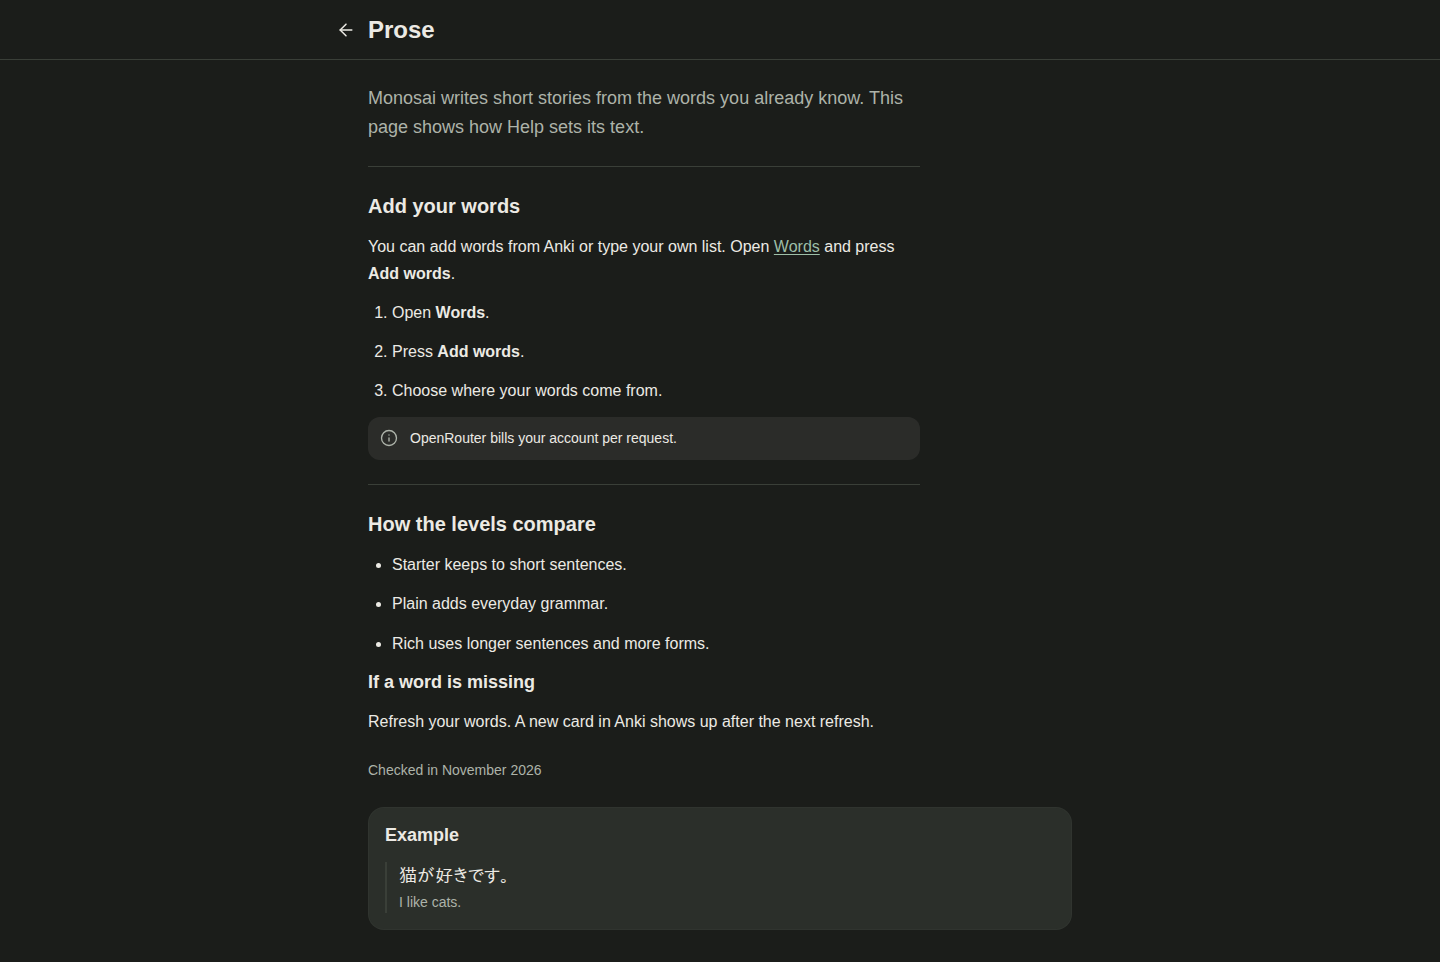 Prose
Monosai writes short stories from the words you already know. This
page shows how Help sets its text.
Add your words
You can add words from Anki or type your own list. Open Words and press
Add words.
1. Open Words.
2. Press Add words.
3. Choose where your words come from.
OpenRouter bills your account per request.
How the levels compare
• Starter keeps to short sentences.
• Plain adds everyday grammar.
• Rich uses longer sentences and more forms.
If a word is missing
Refresh your words. A new card in Anki shows up after the next refresh.
Checked in November 2026
Example
猫が好きです。
I like cats.